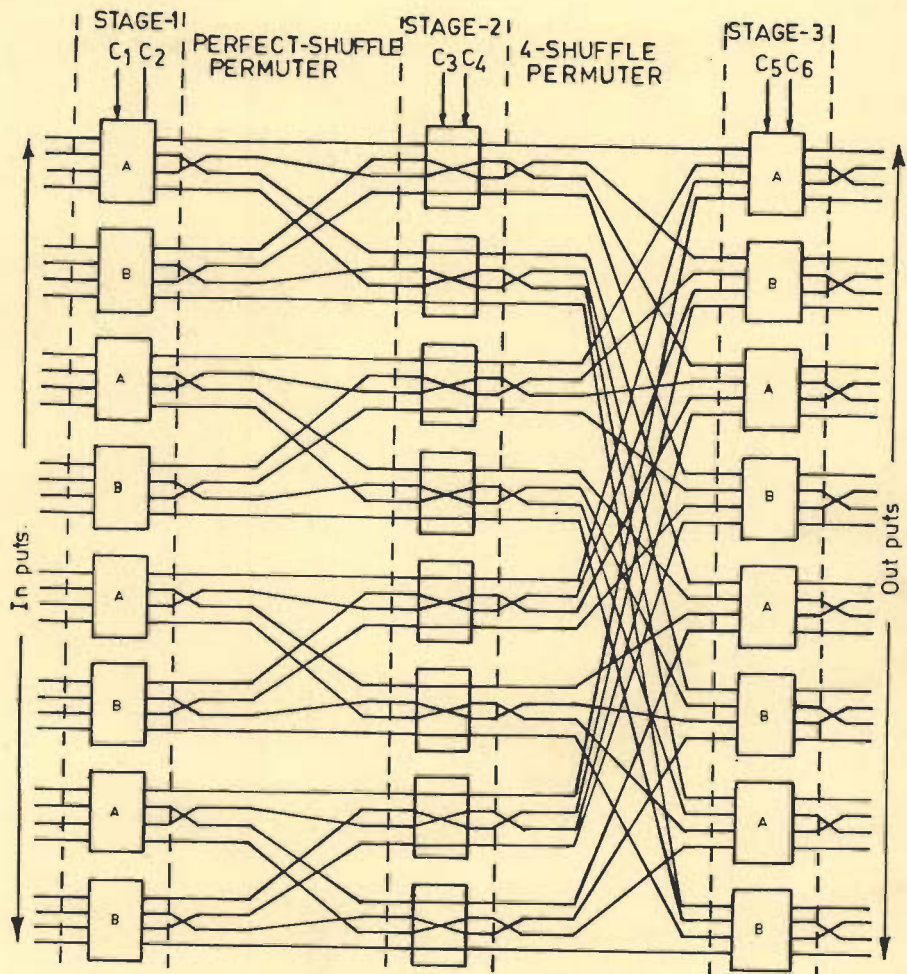 STAGE-1
C1 C2
PERFECT-SHUFFLE
PERMUTER
STAGE-2
C3 C4
4-SHUFFLE
PERMUTER
STAGE-3
C5 C6
A
B
A
B
A
B
A
B
A
B
A
B
A
B
A
B
In puts
Out puts